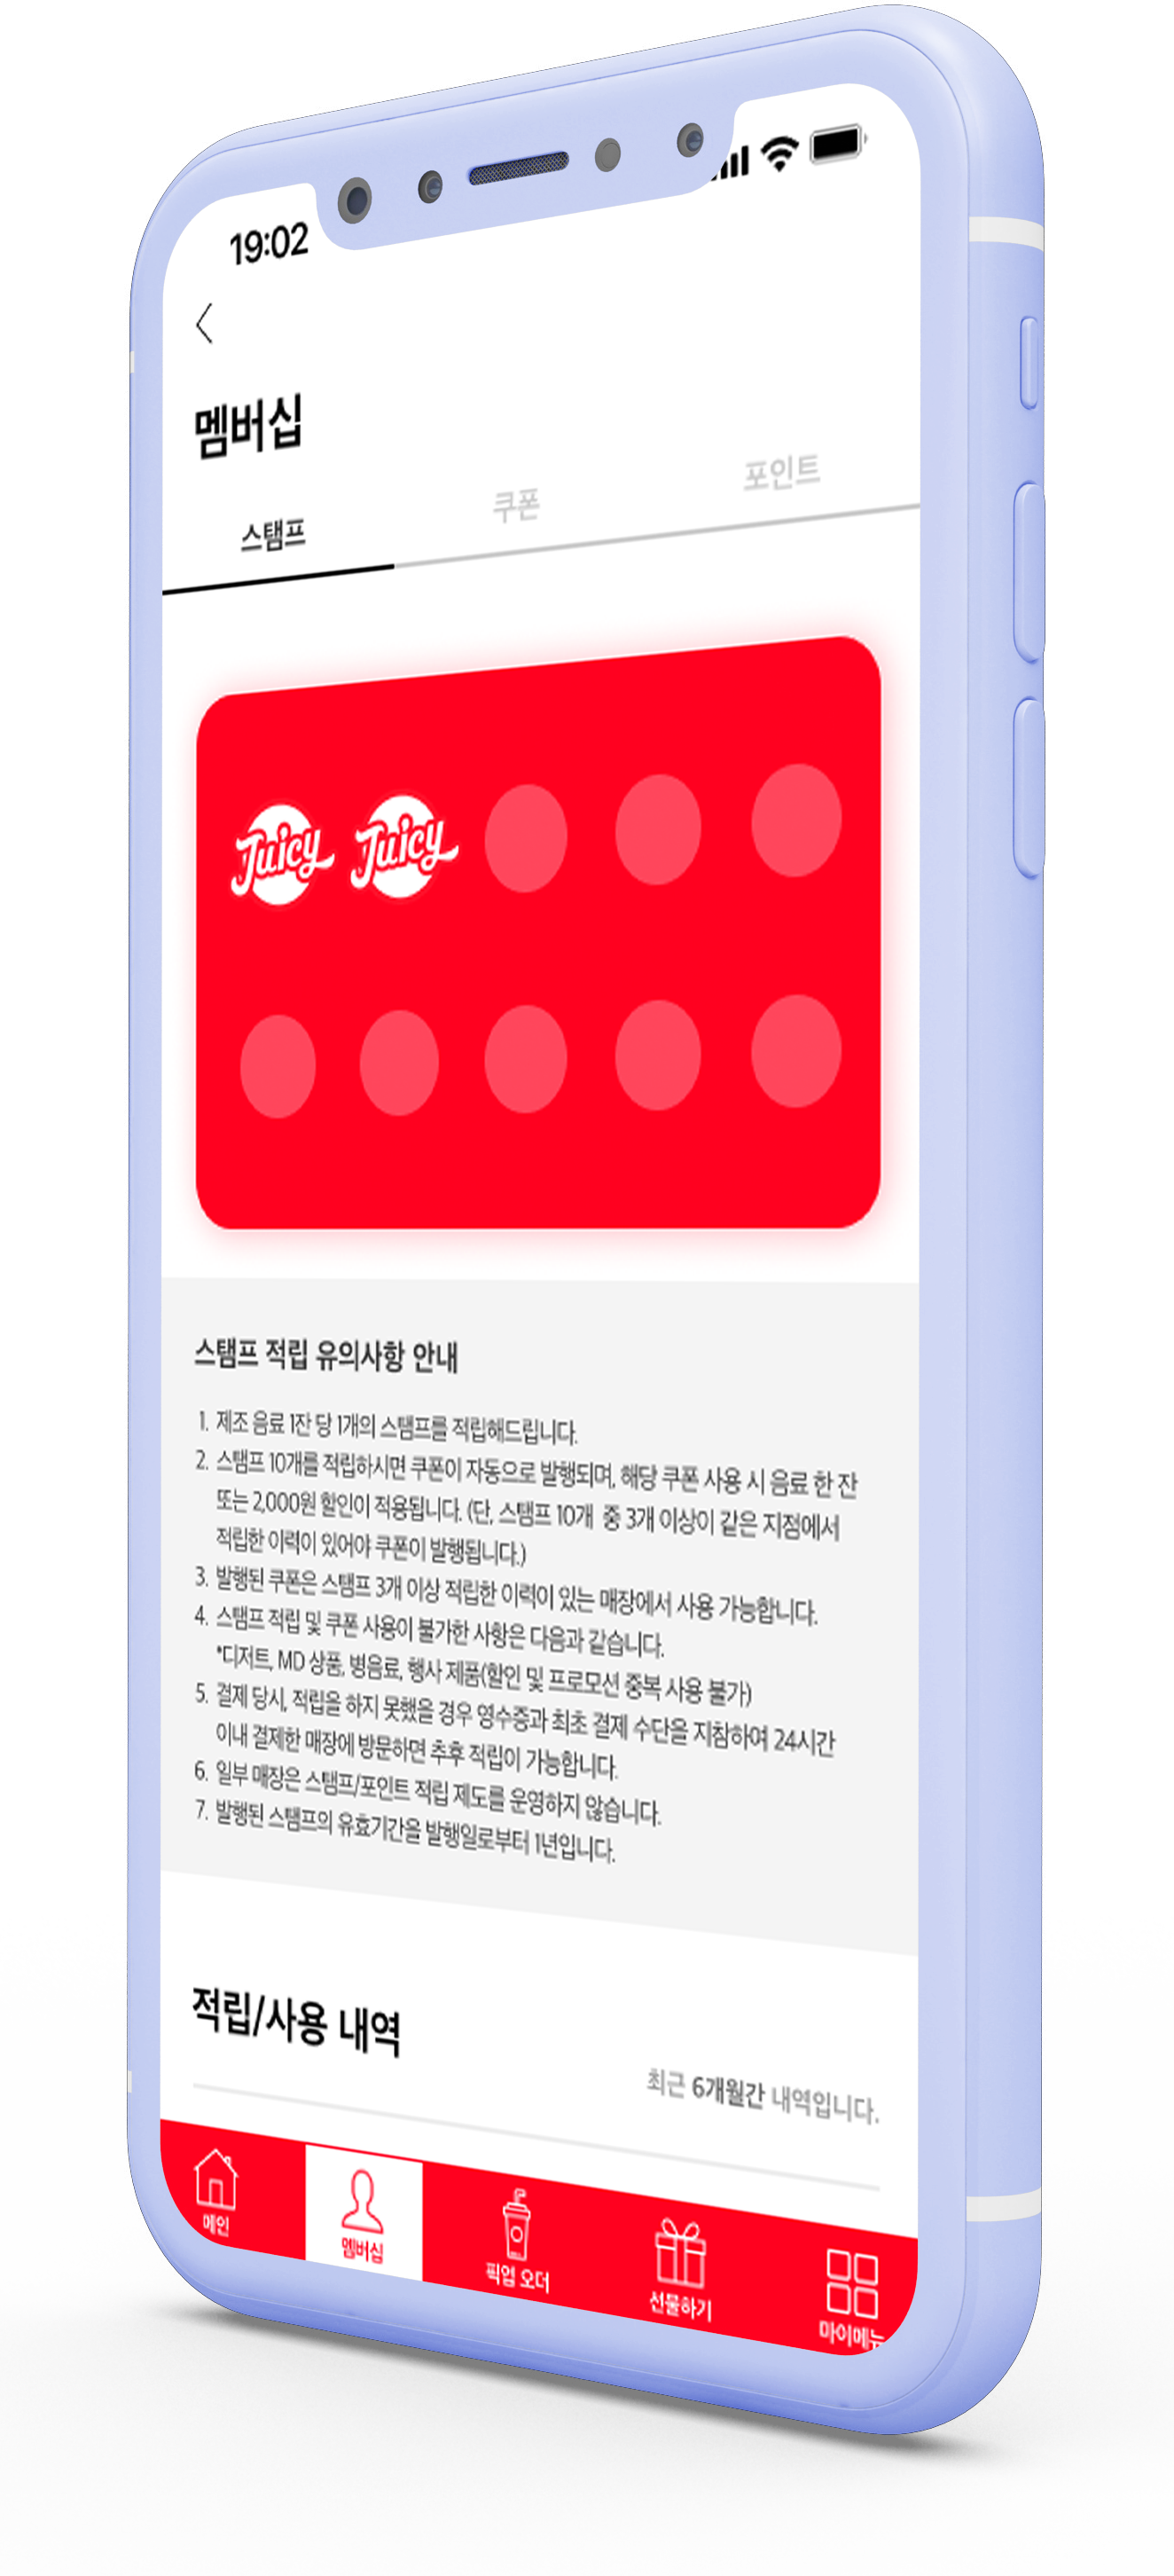 19:02
멤버십
스탬프 쿠폰 포인트
Juicy Juicy
스탬프 적립 유의사항 안내
1. 제조 음료 1잔 당 1개의 스탬프를 적립해드립니다.
2. 스탬프 10개를 적립하시면 쿠폰이 자동으로 발행되며, 해당 쿠폰 사용 시 음료 한 잔
또는 2,000원 할인이 적용됩니다. (단, 스탬프 10개 중 3개 이상이 같은 지점에서
적립한 이력이 있어야 쿠폰이 발행됩니다.)
3. 발행된 쿠폰은 스탬프 3개 이상 적립한 이력이 있는 매장에서 사용 가능합니다.
4. 스탬프 적립 및 쿠폰 사용이 불가한 사항은 다음과 같습니다.
*디저트, MD 상품, 병음료, 행사 제품(할인 및 프로모션 중복 사용 불가)
5. 결제 당시, 적립을 하지 못했을 경우 영수증과 최초 결제 수단을 지참하여 24시간
이내 결제한 매장에 방문하면 추후 적립이 가능합니다.
6. 일부 매장은 스탬프/포인트 적립 제도를 운영하지 않습니다.
7. 발행된 스탬프의 유효기간을 발행일로부터 1년입니다.
적립/사용 내역
최근 6개월간 내역입니다.
메인 멤버십 픽업 오더 선물하기 마이메뉴